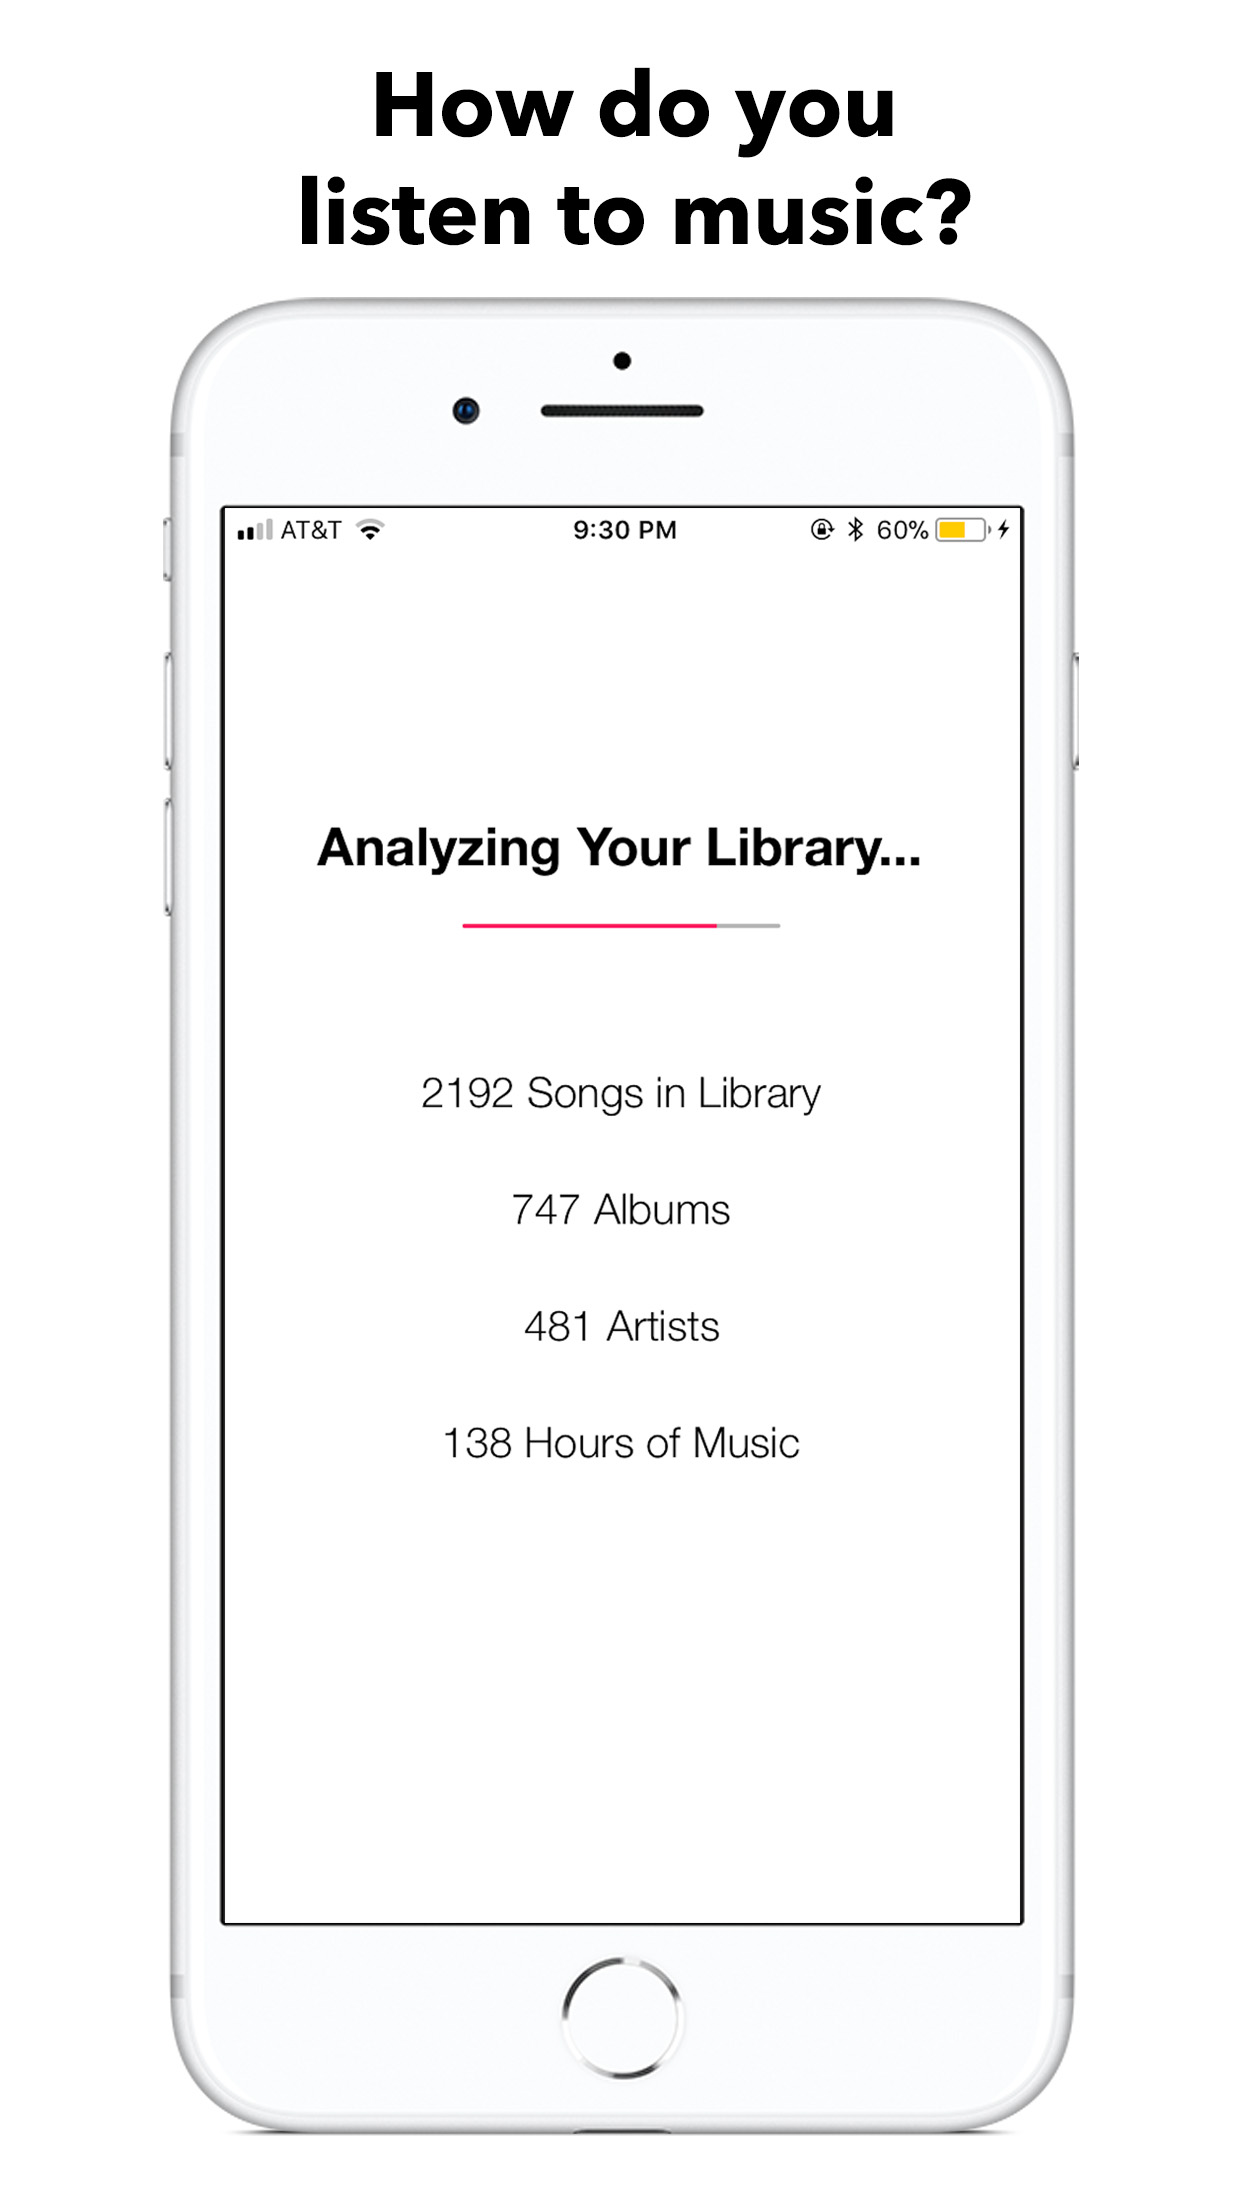 How do you
listen to music?
AT&T 9:30 PM 60%
Analyzing Your Library...
2192 Songs in Library
747 Albums
481 Artists
138 Hours of Music